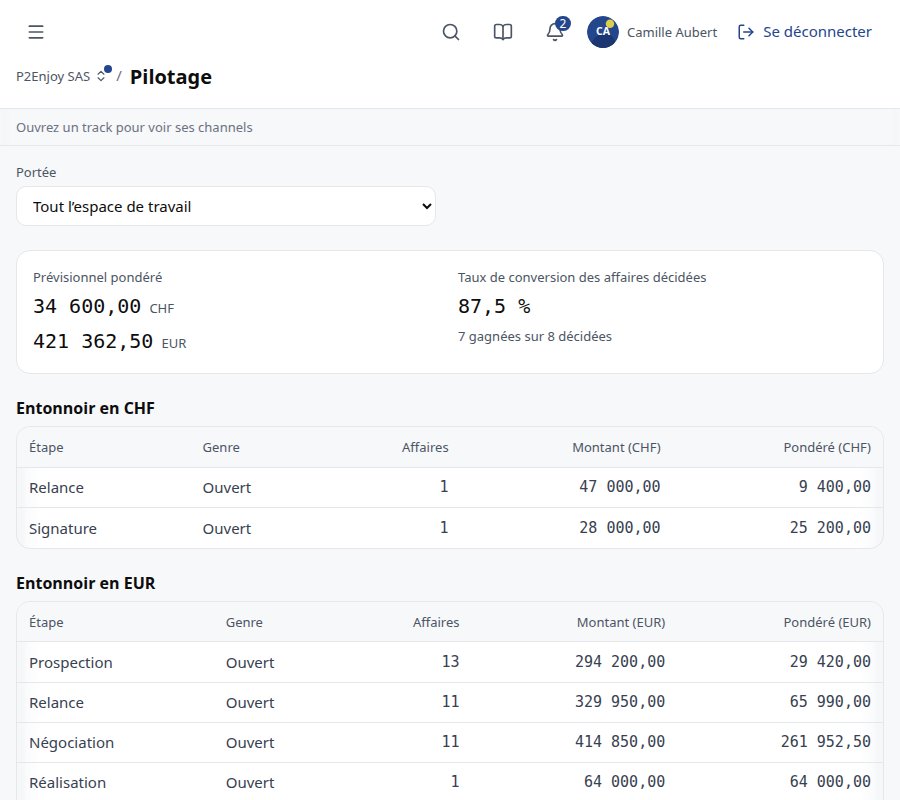 2
CA
Camille Aubert
Se déconnecter
P2Enjoy SAS / Pilotage
Ouvrez un track pour voir ses channels
Portée
Tout l'espace de travail
Prévisionnel pondéré
34 600,00 CHF
421 362,50 EUR
Taux de conversion des affaires décidées
87,5 %
7 gagnées sur 8 décidées
Entonnoir en CHF
Étape Genre Affaires Montant (CHF) Pondéré (CHF)
Relance Ouvert 1 47 000,00 9 400,00
Signature Ouvert 1 28 000,00 25 200,00
Entonnoir en EUR
Étape Genre Affaires Montant (EUR) Pondéré (EUR)
Prospection Ouvert 13 294 200,00 29 420,00
Relance Ouvert 11 329 950,00 65 990,00
Négociation Ouvert 11 414 850,00 261 952,50
Réalisation Ouvert 1 64 000,00 64 000,00